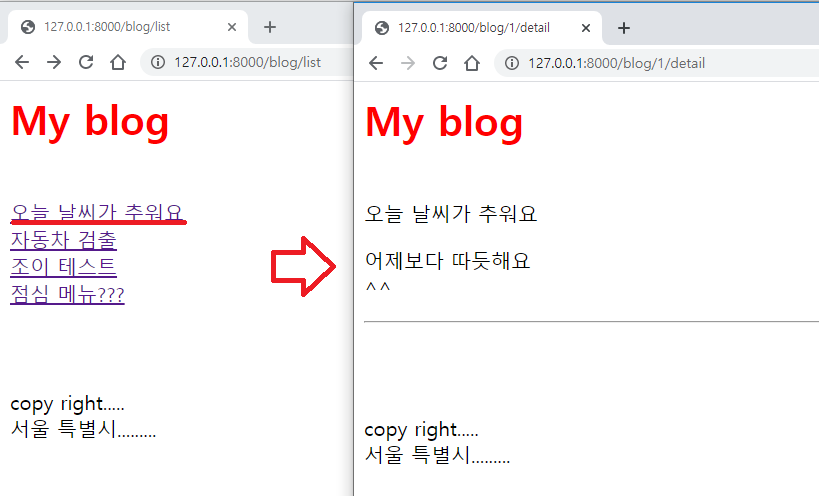 127.0.0.1:8000/blog/list
127.0.0.1:8000/blog/list
My blog
오늘 날씨가 추워요
자동차 검출
조이 테스트
점심 메뉴???
copy right.....
서울 특별시.........
127.0.0.1:8000/blog/1/detail
127.0.0.1:8000/blog/1/detail
My blog
오늘 날씨가 추워요
어제보다 따듯해요
^^
copy right.....
서울 특별시.........